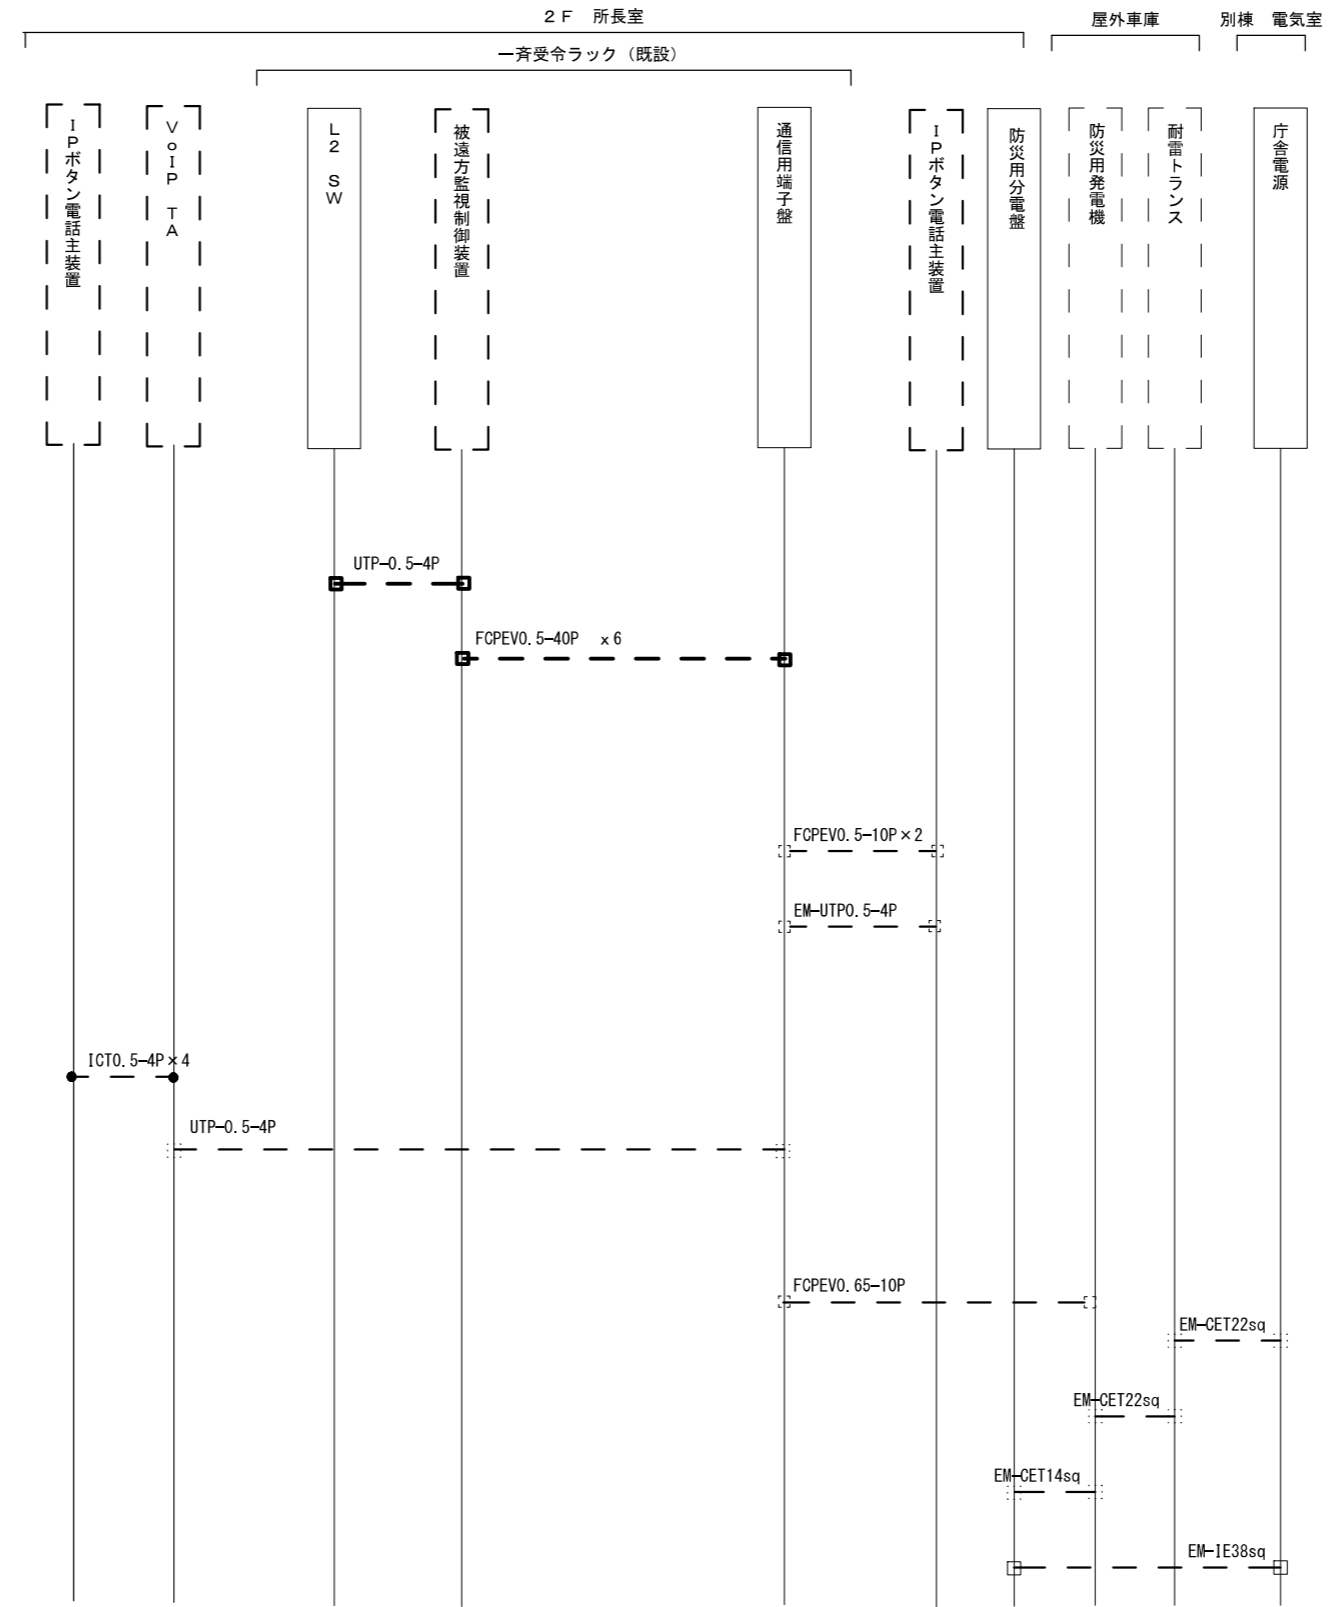 ２Ｆ　所長室
屋外車庫
別棟　電気室
一斉受令ラック（既設）
ＩＰボタン電話主装置
ＶｏＩＰ　ＴＡ
Ｌ２　ＳＷ
被遠方監視制御装置
通信用端子盤
ＩＰボタン電話主装置
防災用分電盤
防災用発電機
耐雷トランス
庁舎電源
UTP-0.5-4P
FCPEV0.5-40P　x6
FCPEV0.5-10P×2
EM-UTP0.5-4P
ICT0.5-4P×4
UTP-0.5-4P
FCPEV0.65-10P
EM-CET22sq
EM-CET22sq
EM-CET14sq
EM-IE38sq